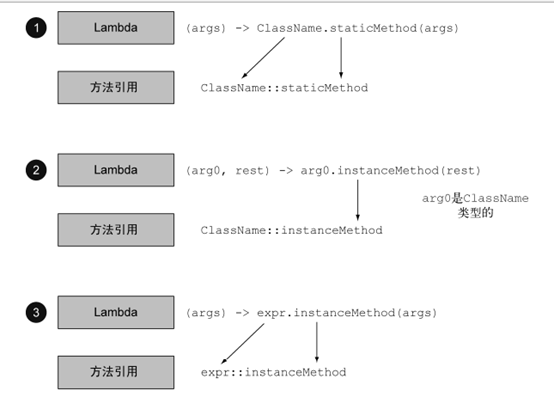 1 Lambda (args) -> ClassName.staticMethod(args)
方法引用 ClassName::staticMethod
2 Lambda (arg0, rest) -> arg0.instanceMethod(rest)
arg0是ClassName
类型的
方法引用 ClassName::instanceMethod
3 Lambda (args) -> expr.instanceMethod(args)
方法引用 expr::instanceMethod